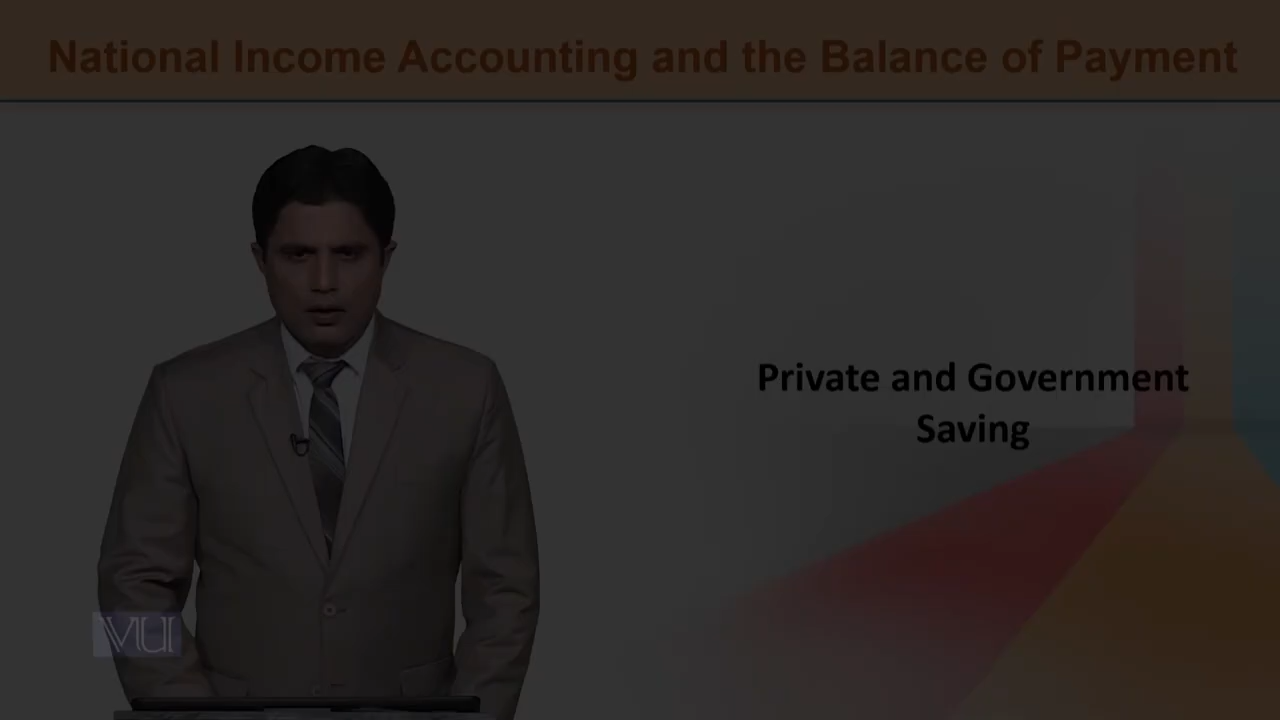 National Income Accounting and the Balance of Payment
Private and Government
Saving
VU